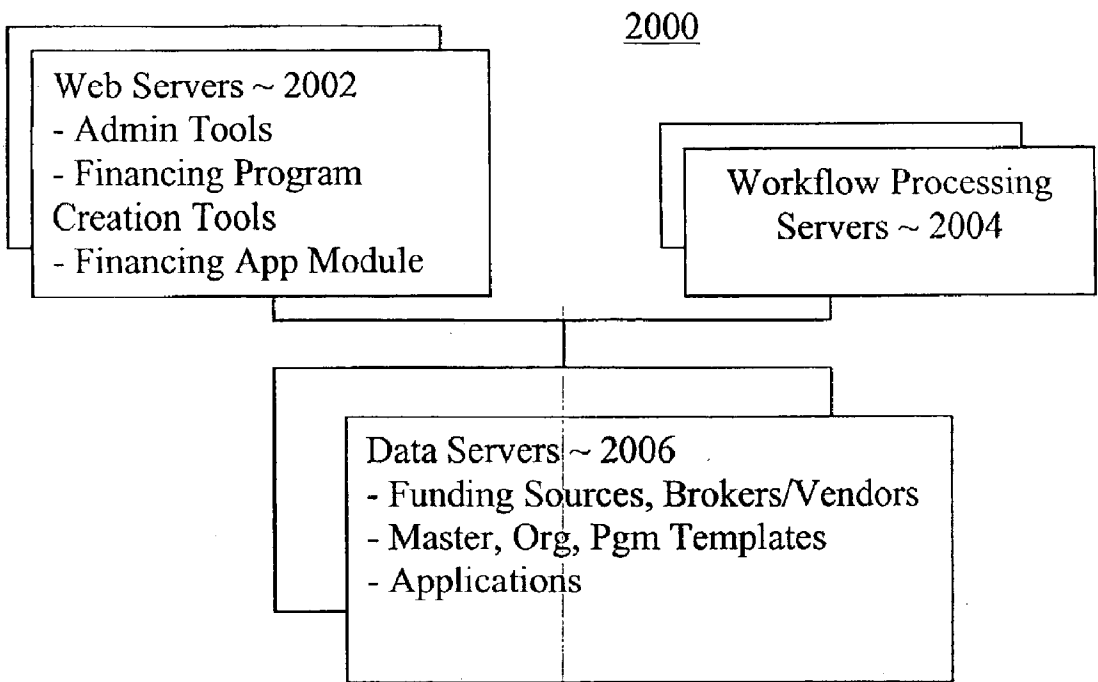 2000
Web Servers ~ 2002
- Admin Tools
- Financing Program
Creation Tools
- Financing App Module
Workflow Processing
Servers ~ 2004
Data Servers ~ 2006
- Funding Sources, Brokers/Vendors
- Master, Org, Pgm Templates
- Applications